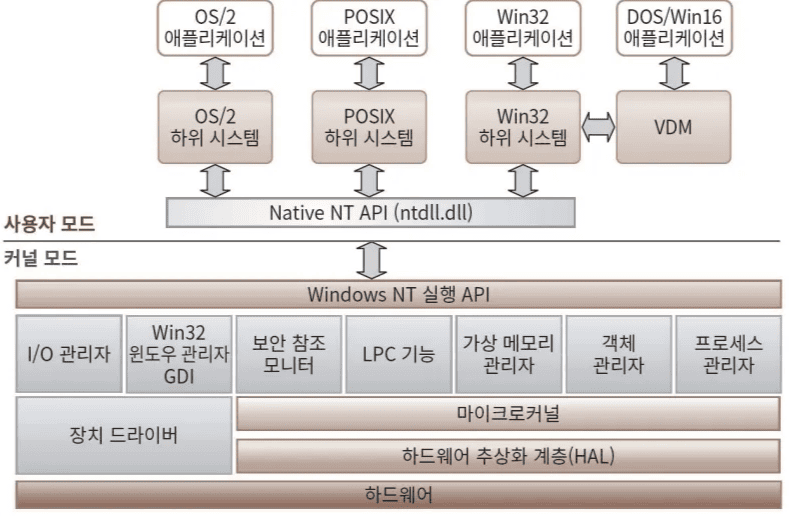 OS/2
애플리케이션
POSIX
애플리케이션
Win32
애플리케이션
DOS/Win16
애플리케이션
OS/2
하위 시스템
POSIX
하위 시스템
Win32
하위 시스템
VDM
Native NT API (ntdll.dll)
사용자 모드
커널 모드
Windows NT 실행 API
I/O 관리자
Win32
윈도우 관리자
GDI
보안 참조
모니터
LPC 기능
가상 메모리
관리자
객체
관리자
프로세스
관리자
장치 드라이버
마이크로커널
하드웨어 추상화 계층(HAL)
하드웨어